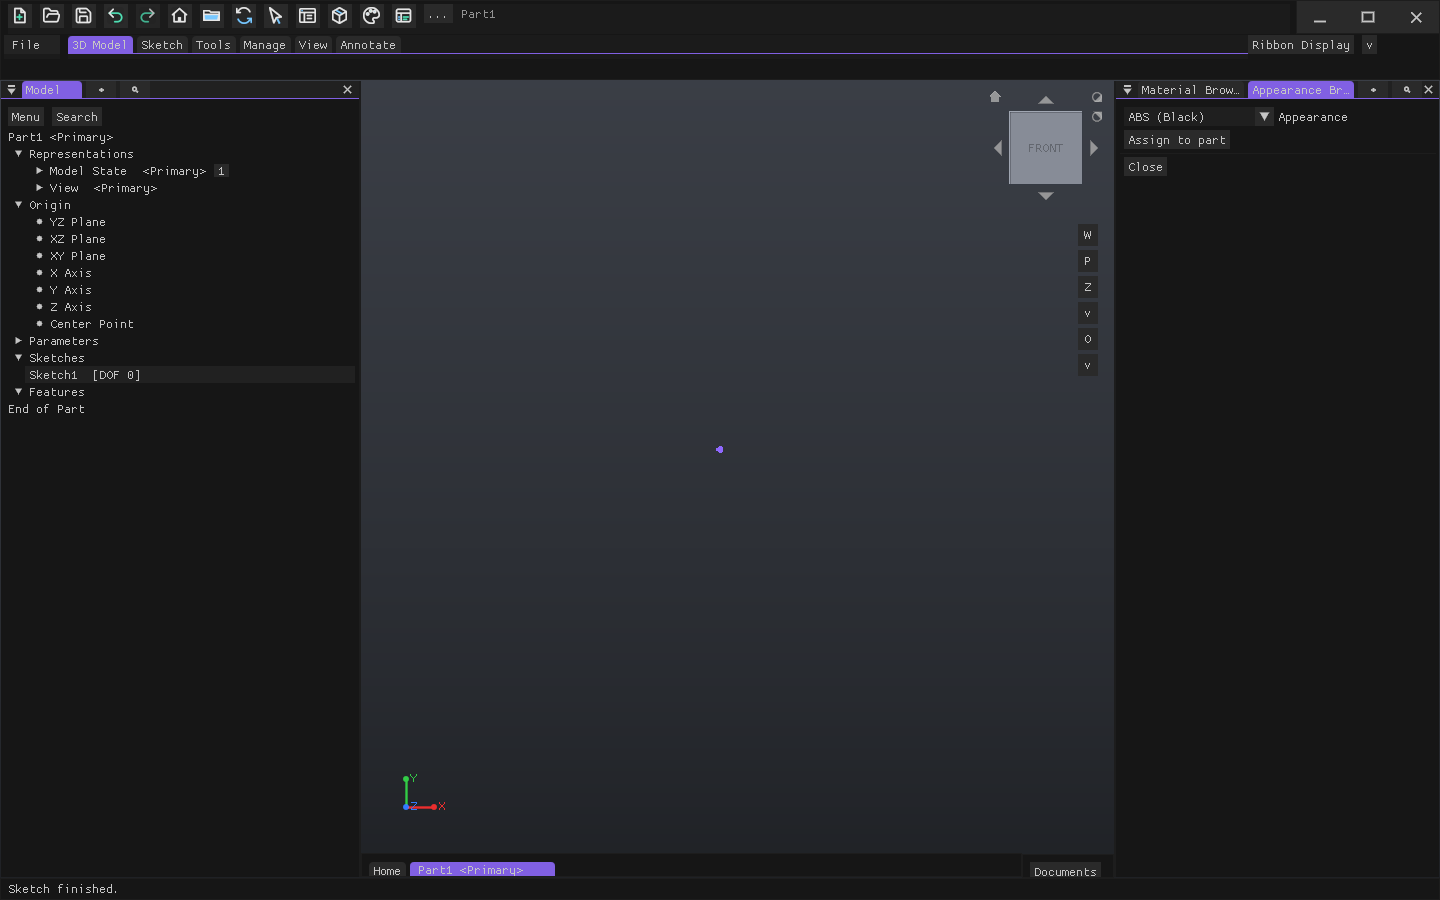 ... Part1
File 3D Model Sketch Tools Manage View Annotate Ribbon Display v
Model
Menu Search
Part1 <Primary>
Representations
Model State <Primary> 1
View <Primary>
Origin
YZ Plane
XZ Plane
XY Plane
X Axis
Y Axis
Z Axis
Center Point
Parameters
Sketches
Sketch1 [DOF 0]
Features
End of Part
FRONT
W
P
Z
v
O
v
Y
Z X
Material Brow… Appearance Br…
ABS (Black) Appearance
Assign to part
Close
Home Part1 <Primary> Documents
Sketch finished.